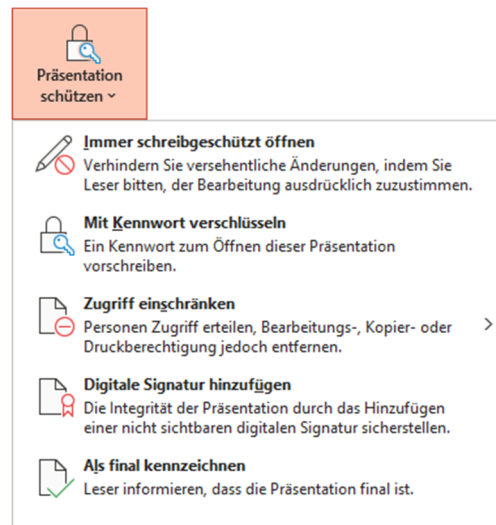 Präsentation
schützen
Immer schreibgeschützt öffnen
Verhindern Sie versehentliche Änderungen, indem Sie
Leser bitten, der Bearbeitung ausdrücklich zuzustimmen.
Mit Kennwort verschlüsseln
Ein Kennwort zum Öffnen dieser Präsentation
vorschreiben.
Zugriff einschränken
Personen Zugriff erteilen, Bearbeitungs-, Kopier- oder
Druckberechtigung jedoch entfernen.
Digitale Signatur hinzufügen
Die Integrität der Präsentation durch das Hinzufügen
einer nicht sichtbaren digitalen Signatur sicherstellen.
Als final kennzeichnen
Leser informieren, dass die Präsentation final ist.